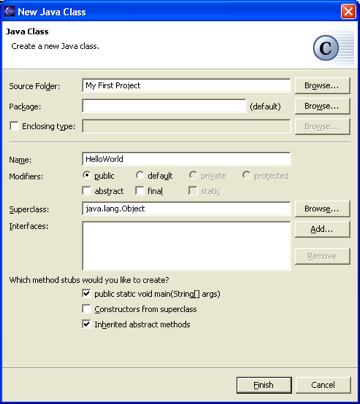 New Java Class
Java Class
Create a new Java class.
C
Source Folder: My First Project Browse...
Package: (default) Browse...
Enclosing type: Browse...
Name: HelloWorld
Modifiers: public default private protected
abstract final static
Superclass: java.lang.Object Browse...
Interfaces: Add...
Remove
Which method stubs would you like to create?
public static void main(String[] args)
Constructors from superclass
Inherited abstract methods
Finish Cancel